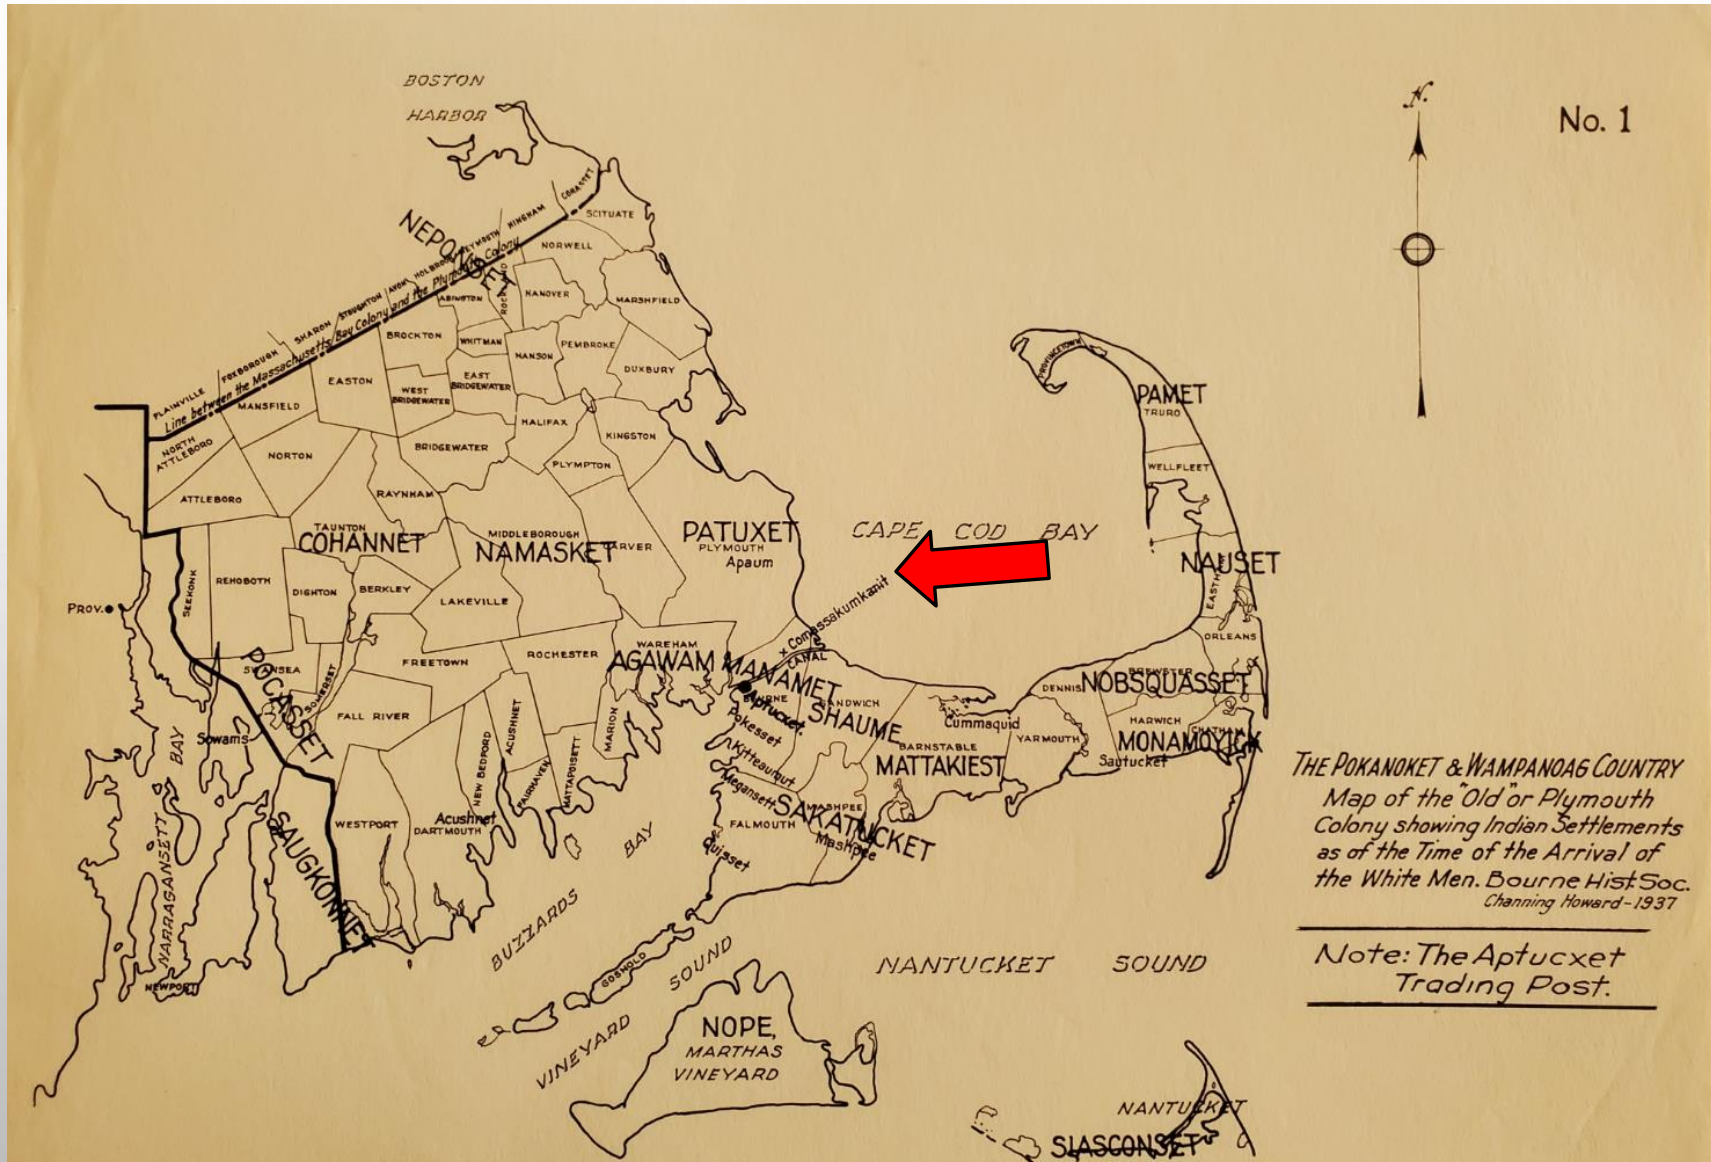 No. 1
N.
BOSTON
HARBOR
NEPONSET
COHASSET
HINGHAM
WEYMOUTH
HOLBROOK
AVON
STOUGHTON
SHARON
FOXBOROUGH
PLAINVILLE
Line between the Massachusetts Bay Colony and the Plymouth Colony
SCITUATE
NORWELL
HANOVER
MARSHFIELD
ABINGTON
BROCKTON
WHITMAN
HANSON
PEMBROKE
DUXBURY
EASTON
WEST
BRIDGEWATER
EAST
BRIDGEWATER
MANSFIELD
NORTH
ATTLEBORO
NORTON
BRIDGEWATER
HALIFAX
KINGSTON
PLYMPTON
ATTLEBORO
RAYNHAM
TAUNTON
COHANNET
MIDDLEBOROUGH
NAMASKET
CARVER
PATUXET
PLYMOUTH
Apaum
CAPE COD BAY
PROVINCETOWN
PAMET
TRURO
WELLFLEET
NAUSET
EASTHAM
ORLEANS
PROV.
SEEKONK
REHOBOTH
DIGHTON
BERKLEY
LAKEVILLE
x Comassakumkanit
CANAL
WAREHAM
AGAWAM
MANAMET
BOURNE
Aptucket.
Pokesset
Kitteaumut
Megansett
SANDWICH
SHAUME
ROCHESTER
FREETOWN
SWANSEA
SOMERSET
POCASSET
FALL RIVER
Sowams
ACUSHNET
NEW BEDFORD
FAIRHAVEN
MATTAPOISETT
MARION
Acushnet
DARTMOUTH
WESTPORT
SAUGKONNET
NARRAGANSETT
BAY
NEWPORT
BREWSTER
NOBSQUASSET
DENNIS
HARWICH
CHATHAM
MONAMOYICK
Sautucket
Cummaquid
YARMOUTH
BARNSTABLE
MATTAKIEST
MASHPEE
SAKATUCKET
Mashpee
FALMOUTH
Quisset
BUZZARDS
BAY
GOSNOLD
VINEYARD
SOUND
NOPE,
MARTHAS
VINEYARD
NANTUCKET SOUND
NANTUCKET
SIASCONSET
THE POKANOKET & WAMPANOAG COUNTRY
Map of the "Old" or Plymouth
Colony showing Indian Settlements
as of the Time of the Arrival of
the White Men. Bourne Hist. Soc.
Channing Howard-1937
Note: The Aptucxet
Trading Post.